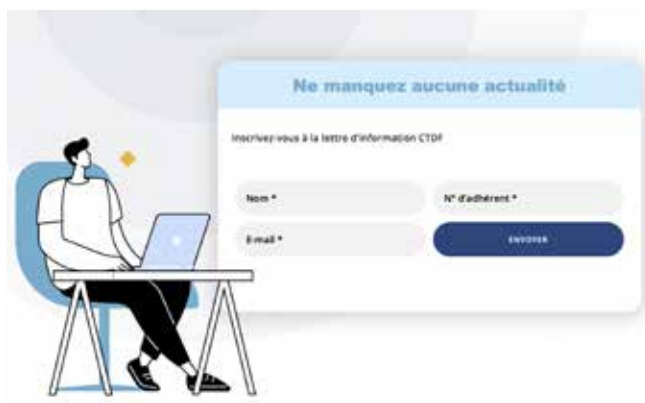 Ne manquez aucune actualité
Inscrivez-vous à la lettre d'information CTDF
Nom *
N° d'adhérent *
E-mail *
ENVOYER